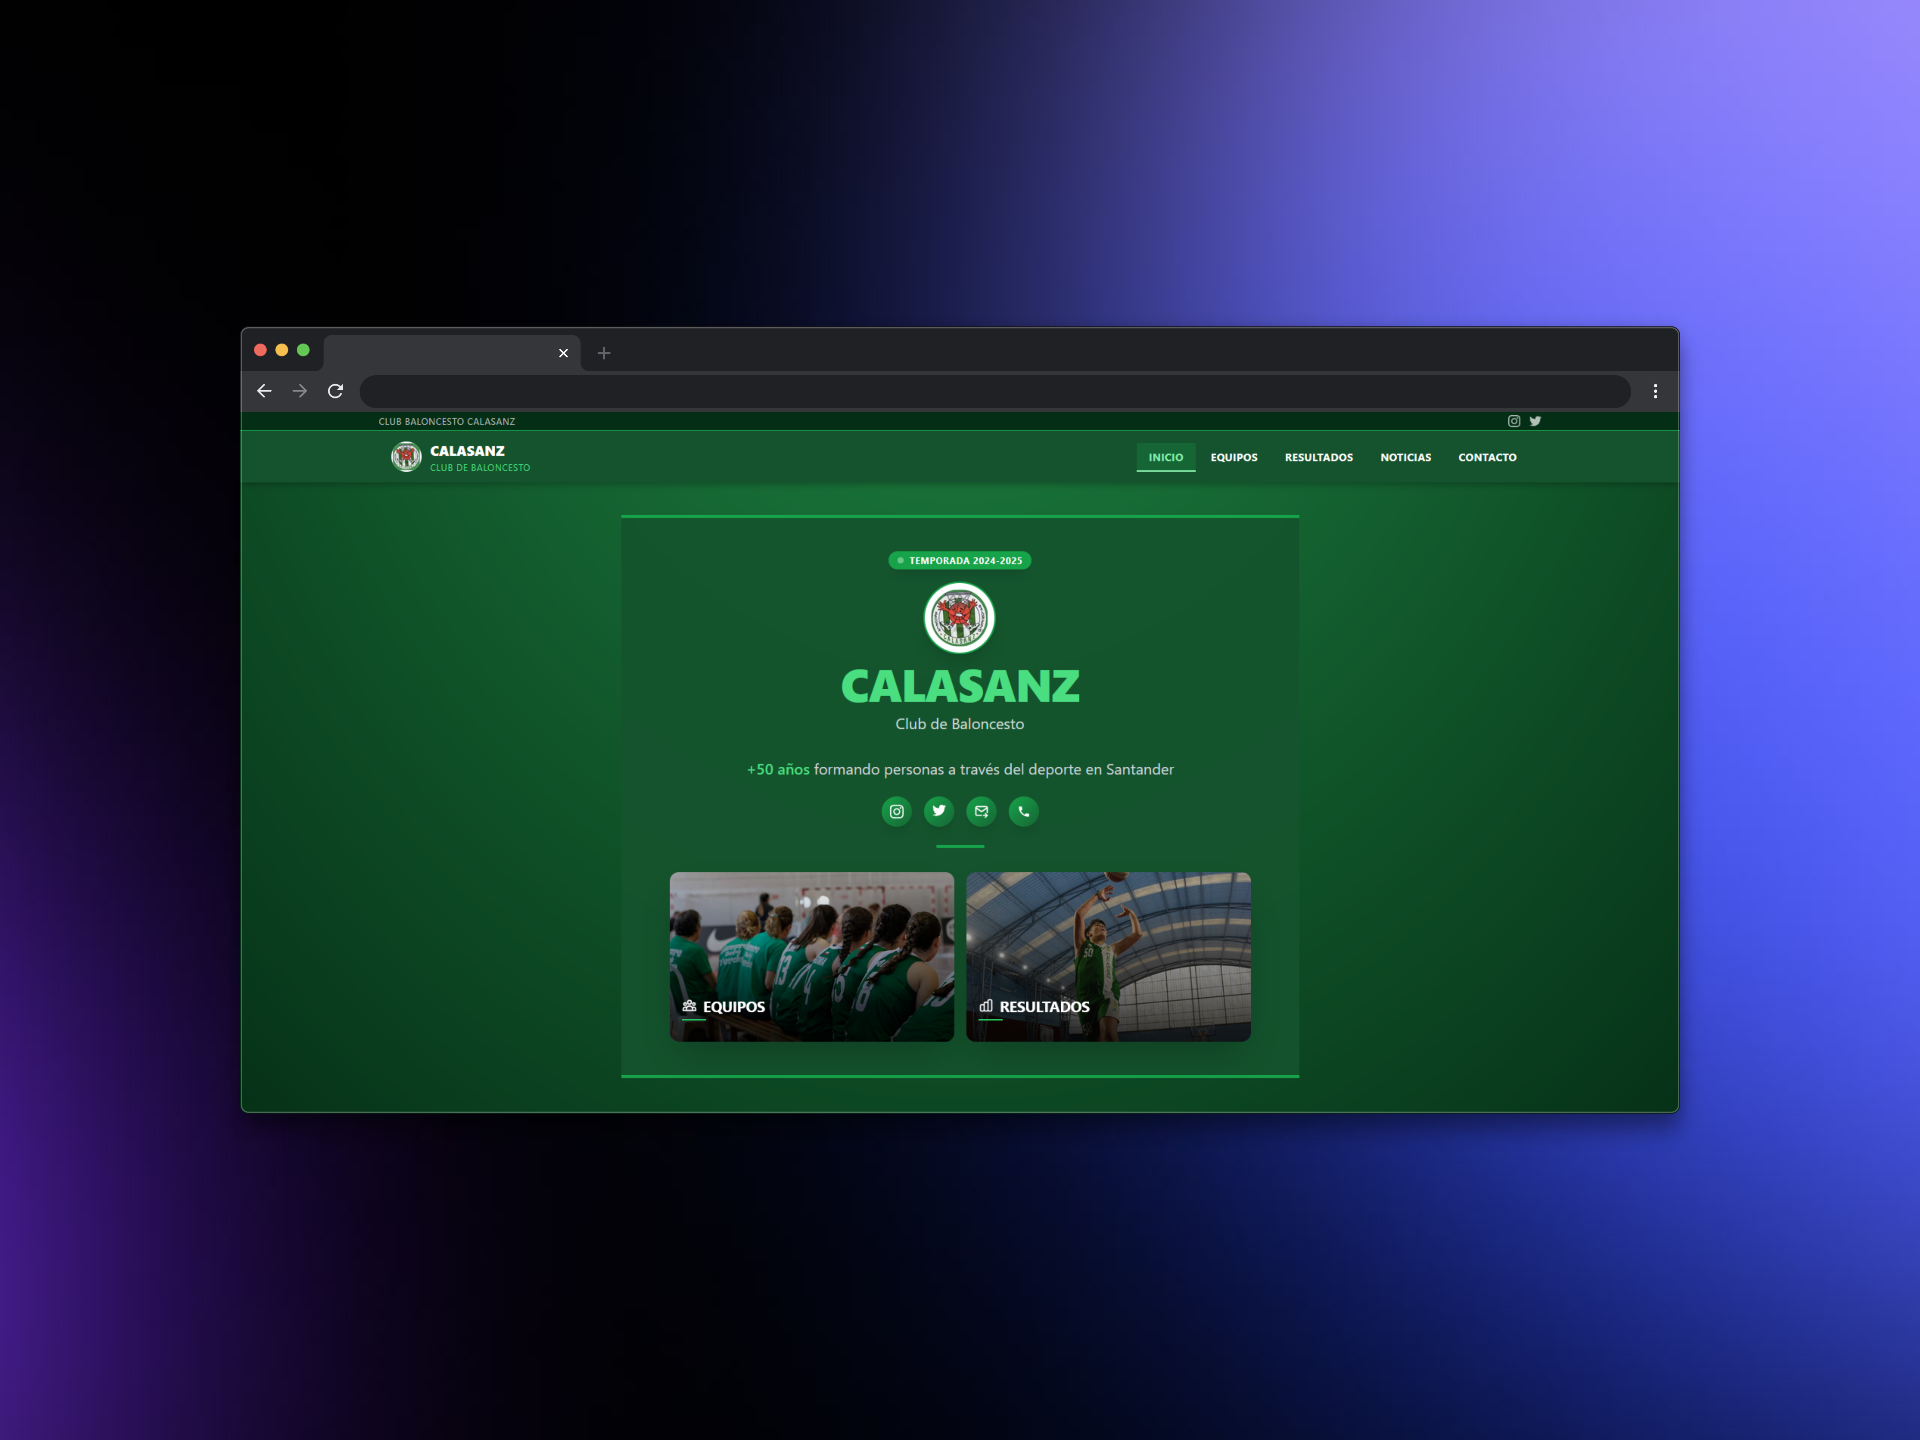 CLUB BALONCESTO CALASANZ
CALASANZ
CLUB DE BALONCESTO
INICIO
EQUIPOS
RESULTADOS
NOTICIAS
CONTACTO
TEMPORADA 2024-2025
CALASANZ
Club de Baloncesto
+50 años formando personas a través del deporte en Santander
EQUIPOS
RESULTADOS